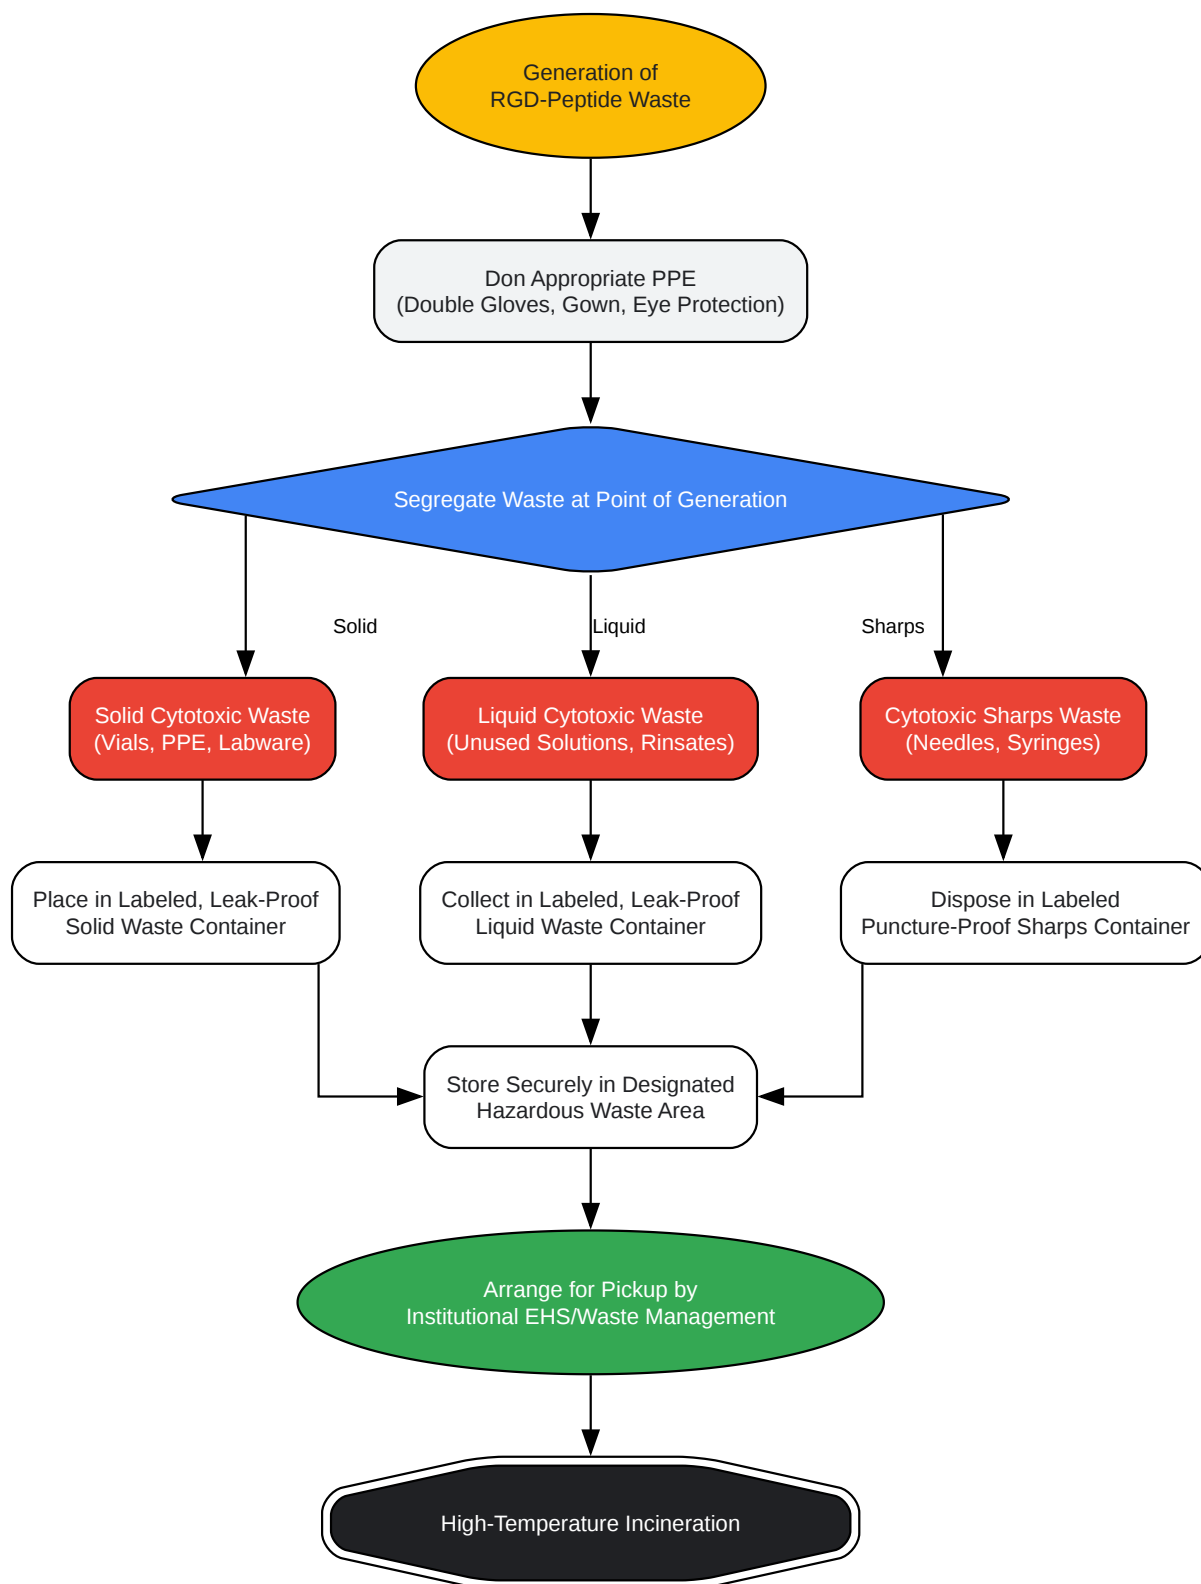 Generation of
RGD-Peptide Waste
Don Appropriate PPE
(Double Gloves, Gown, Eye Protection)
Segregate Waste at Point of Generation
Solid
Liquid
Sharps
Solid Cytotoxic Waste
(Vials, PPE, Labware)
Liquid Cytotoxic Waste
(Unused Solutions, Rinsates)
Cytotoxic Sharps Waste
(Needles, Syringes)
Place in Labeled, Leak-Proof
Solid Waste Container
Collect in Labeled, Leak-Proof
Liquid Waste Container
Dispose in Labeled
Puncture-Proof Sharps Container
Store Securely in Designated
Hazardous Waste Area
Arrange for Pickup by
Institutional EHS/Waste Management
High-Temperature Incineration